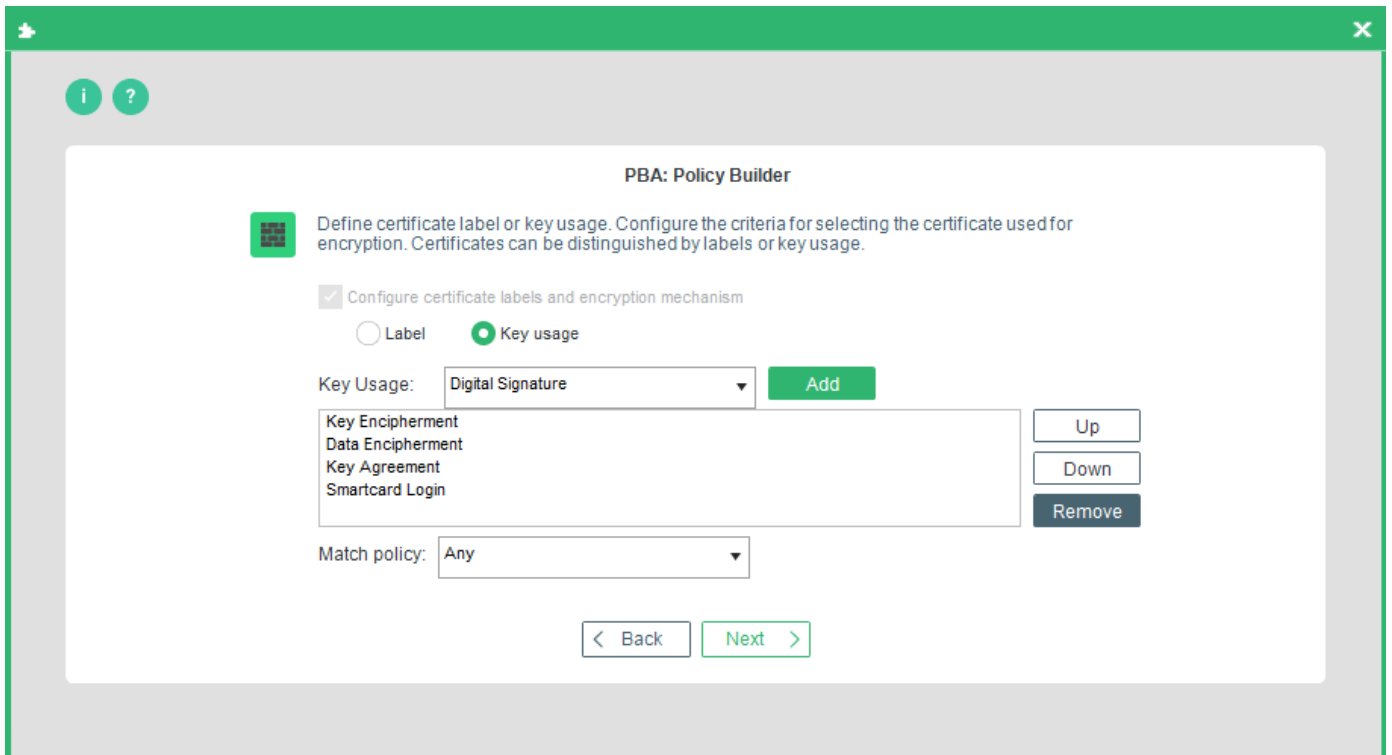 i ?
PBA: Policy Builder
Define certificate label or key usage. Configure the criteria for selecting the certificate used for
encryption. Certificates can be distinguished by labels or key usage.
Configure certificate labels and encryption mechanism
Label Key usage
Key Usage: Digital Signature Add
Key Encipherment
Data Encipherment
Key Agreement
Smartcard Login
Up
Down
Remove
Match policy: Any
Back Next